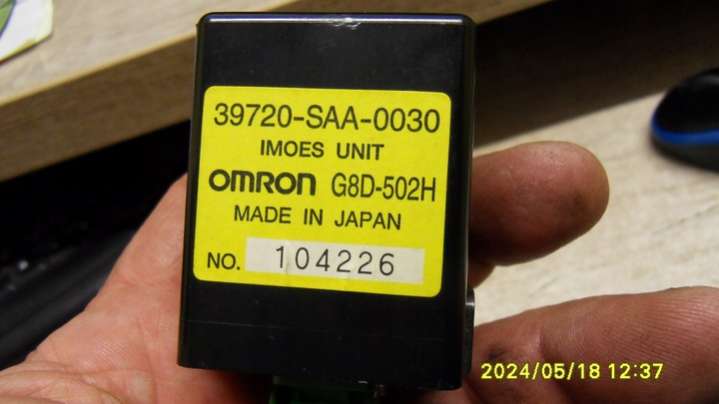 39720-SAA-0030
IMOES UNIT
OMRON G8D-502H
MADE IN JAPAN
NO. 104226
2024/05/18 12:37